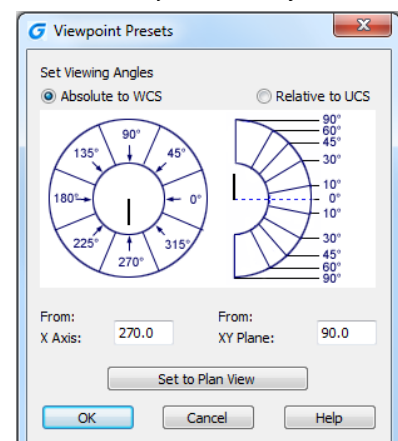 Viewpoint Presets
Set Viewing Angles
Absolute to WCS
Relative to UCS
90°
135°
45°
180°
0°
225°
315°
270°
90°
60°
45°
30°
10°
0°
10°
30°
45°
60°
90°
From:
X Axis:
270.0
From:
XY Plane:
90.0
Set to Plan View
OK
Cancel
Help